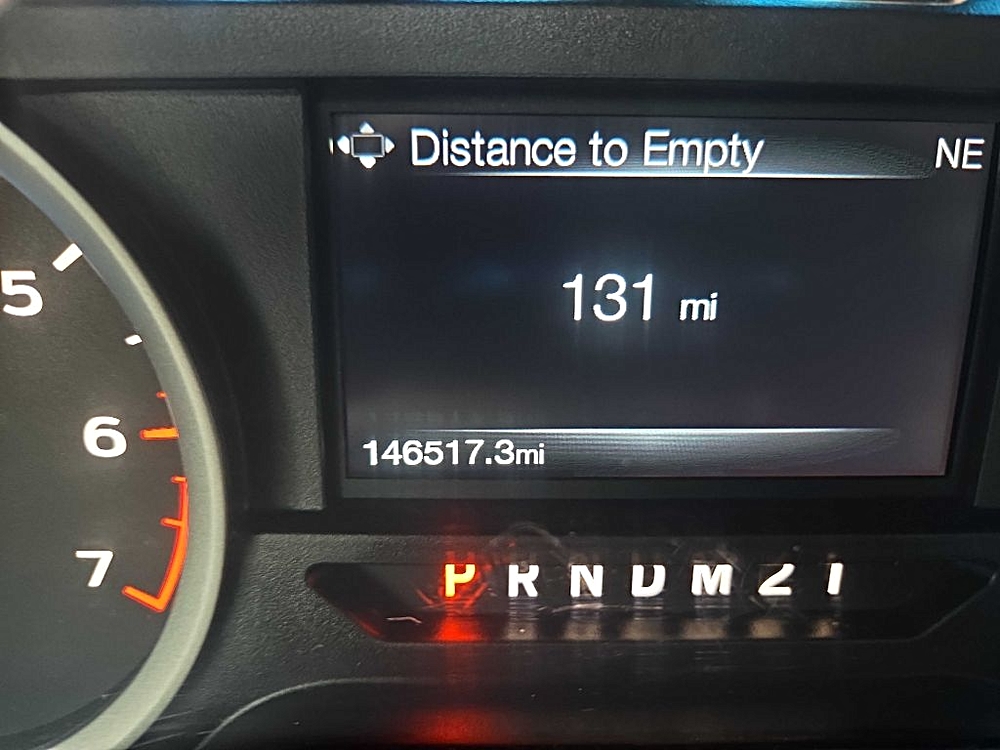 Distance to Empty NE
5
131 mi
6
146517.3mi
7
P R N D M 2 1